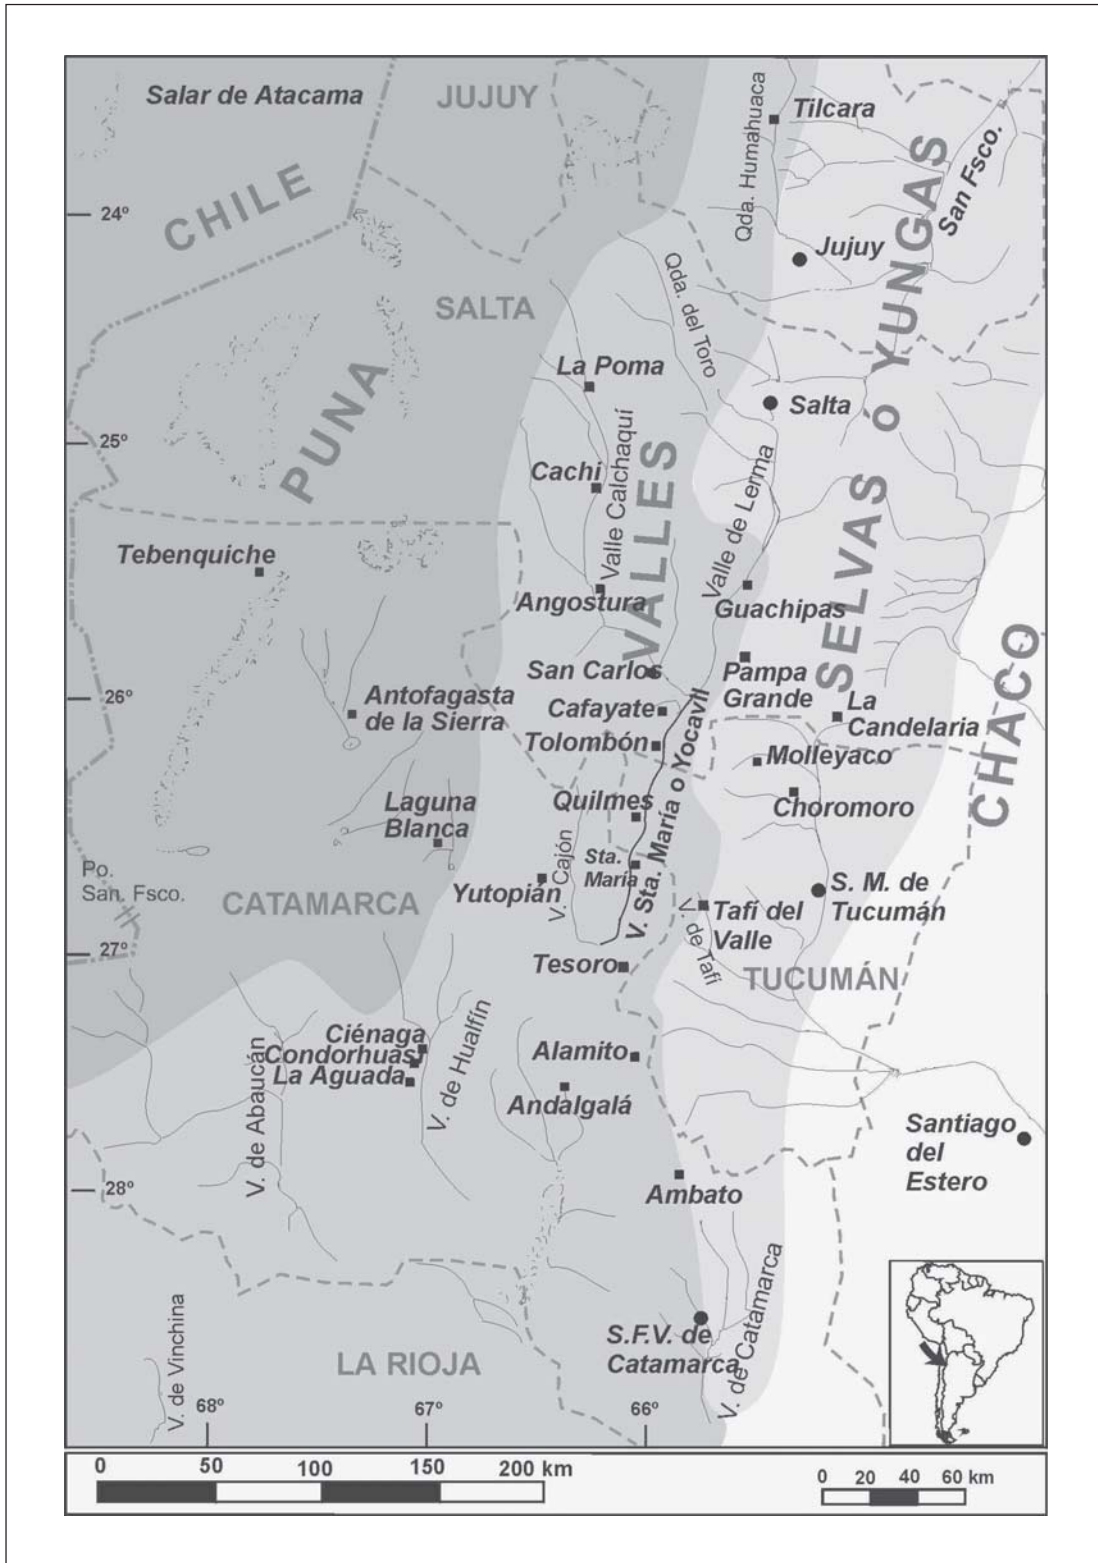 Salar de Atacama
JUJUY
Tilcara
Qda. Humahuaca
San Fsco.
CHILE
24º
Jujuy
Qda. del Toro
SALTA
PUNA
La Poma
Salta
SELVAS ó YUNGAS
25º
Cachi
Valle Calchaquí
VALLES
Valle de Lerma
Tebenquiche
Angostura
Guachipas
CHACO
San Carlos
Pampa
Grande
26º
Antofagasta
de la Sierra
Cafayate
La
Candelaria
Tolombón
Molleyaco
Laguna
Blanca
Quilmes
Choromoro
V. Sta. María o Yocavil
V. Cajón
Sta.
María
Po.
San. Fsco.
CATAMARCA
Yutopián
S. M. de
Tucumán
Tafí del
Valle
V. de Tafí
27º
Tesoro
TUCUMÁN
Ciénaga
Condorhuas
La Aguada
V. de Abaucán
V. de Hualfín
Alamito
Andalgalá
Santiago
del
Estero
28º
Ambato
S.F.V. de
Catamarca
V. de Catamarca
LA RIOJA
V. de Vinchina
68º
67º
66º
0 50 100 150 200 km
0 20 40 60 km